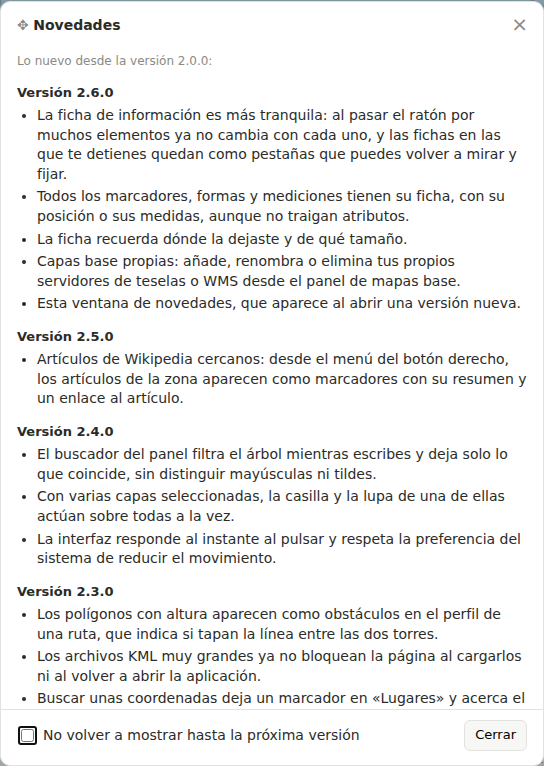 Novedades
Lo nuevo desde la versión 2.0.0:
Versión 2.6.0
• La ficha de información es más tranquila: al pasar el ratón por
muchos elementos ya no cambia con cada uno, y las fichas en las
que te detienes quedan como pestañas que puedes volver a mirar y
fijar.
• Todos los marcadores, formas y mediciones tienen su ficha, con su
posición o sus medidas, aunque no traigan atributos.
• La ficha recuerda dónde la dejaste y de qué tamaño.
• Capas base propias: añade, renombra o elimina tus propios
servidores de teselas o WMS desde el panel de mapas base.
• Esta ventana de novedades, que aparece al abrir una versión nueva.
Versión 2.5.0
• Artículos de Wikipedia cercanos: desde el menú del botón derecho,
los artículos de la zona aparecen como marcadores con su resumen y
un enlace al artículo.
Versión 2.4.0
• El buscador del panel filtra el árbol mientras escribes y deja solo lo
que coincide, sin distinguir mayúsculas ni tildes.
• Con varias capas seleccionadas, la casilla y la lupa de una de ellas
actúan sobre todas a la vez.
• La interfaz responde al instante al pulsar y respeta la preferencia del
sistema de reducir el movimiento.
Versión 2.3.0
• Los polígonos con altura aparecen como obstáculos en el perfil de
una ruta, que indica si tapan la línea entre las dos torres.
• Los archivos KML muy grandes ya no bloquean la página al cargarlos
ni al volver a abrir la aplicación.
• Buscar unas coordenadas deja un marcador en «Lugares» y acerca el
No volver a mostrar hasta la próxima versión
Cerrar